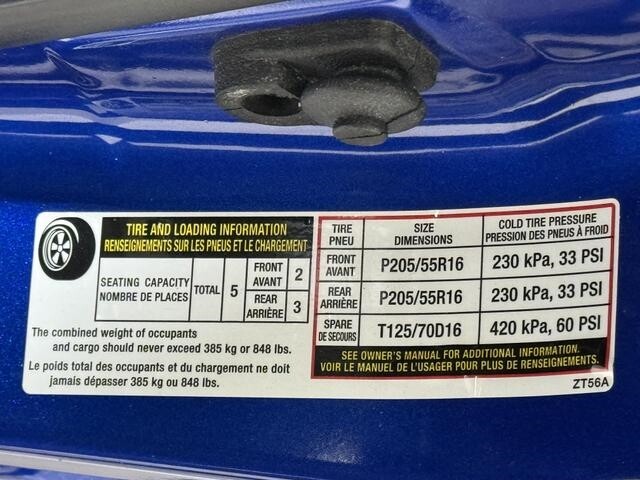 TIRE AND LOADING INFORMATION
RENSEIGNEMENTS SUR LES PNEUS ET LE CHARGEMENT
SEATING CAPACITY
NOMBRE DE PLACES
TOTAL 5
FRONT
AVANT 2
REAR
ARRIÈRE 3
The combined weight of occupants
and cargo should never exceed 385 kg or 848 lbs.
Le poids total des occupants et du chargement ne doit
jamais dépasser 385 kg ou 848 lbs.
TIRE
PNEU
SIZE
DIMENSIONS
COLD TIRE PRESSURE
PRESSION DES PNEUS À FROID
FRONT
AVANT
P205/55R16
230 kPa, 33 PSI
REAR
ARRIÈRE
P205/55R16
230 kPa, 33 PSI
SPARE
DE SECOURS
T125/70D16
420 kPa, 60 PSI
SEE OWNER'S MANUAL FOR ADDITIONAL INFORMATION.
VOIR LE MANUEL DE L'USAGER POUR PLUS DE RENSEIGNEMENTS.
ZT56A